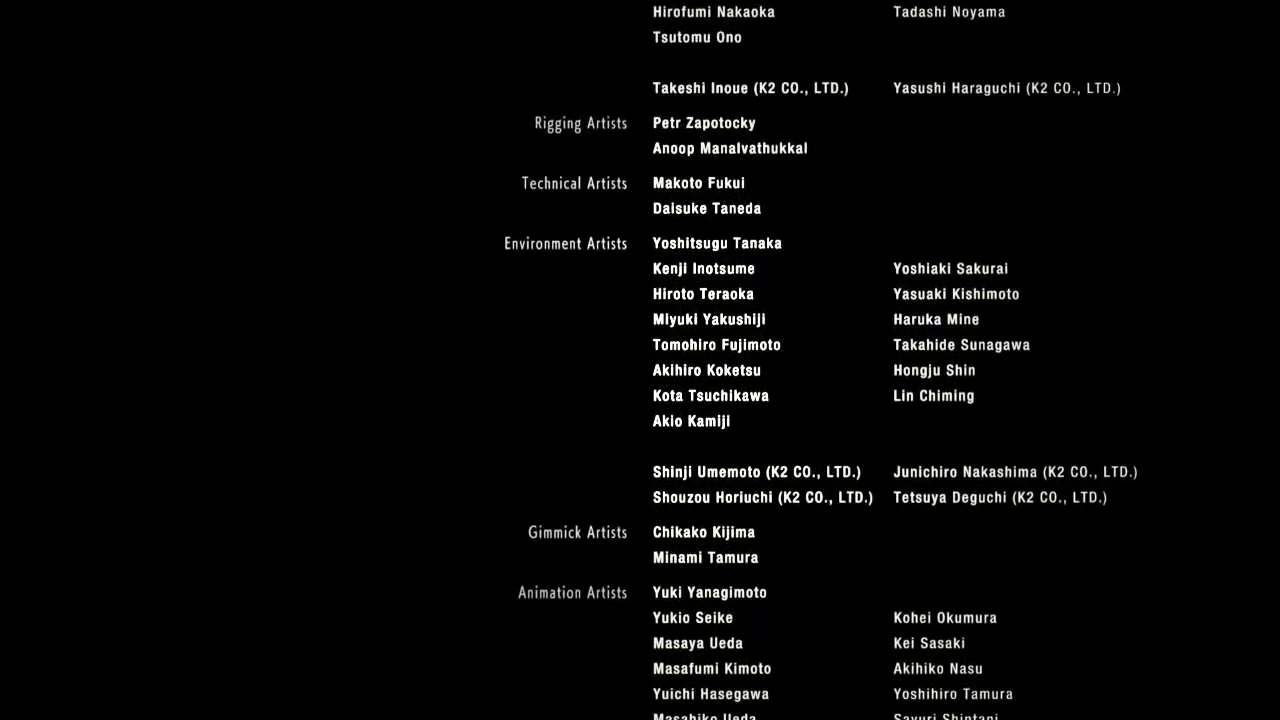 Hirofumi Nakaoka Tadashi Noyama
Tsutomu Ono
Takeshi Inoue (K2 CO., LTD.) Yasushi Haraguchi (K2 CO., LTD.)
Rigging Artists Petr Zapotocky
Anoop Manalvathukkal
Technical Artists Makoto Fukui
Daisuke Taneda
Environment Artists Yoshitsugu Tanaka
Kenji Inotsume Yoshiaki Sakurai
Hiroto Teraoka Yasuaki Kishimoto
Miyuki Yakushiji Haruka Mine
Tomohiro Fujimoto Takahide Sunagawa
Akihiro Koketsu Hongju Shin
Kota Tsuchikawa Lin Chiming
Akio Kamiji
Shinji Umemoto (K2 CO., LTD.) Junichiro Nakashima (K2 CO., LTD.)
Shouzou Horiuchi (K2 CO., LTD.) Tetsuya Deguchi (K2 CO., LTD.)
Gimmick Artists Chikako Kijima
Minami Tamura
Animation Artists Yuki Yanagimoto
Yukio Seike Kohei Okumura
Masaya Ueda Kei Sasaki
Masafumi Kimoto Akihiko Nasu
Yuichi Hasegawa Yoshihiro Tamura
Masahiko Ueda Sayuri Shintani